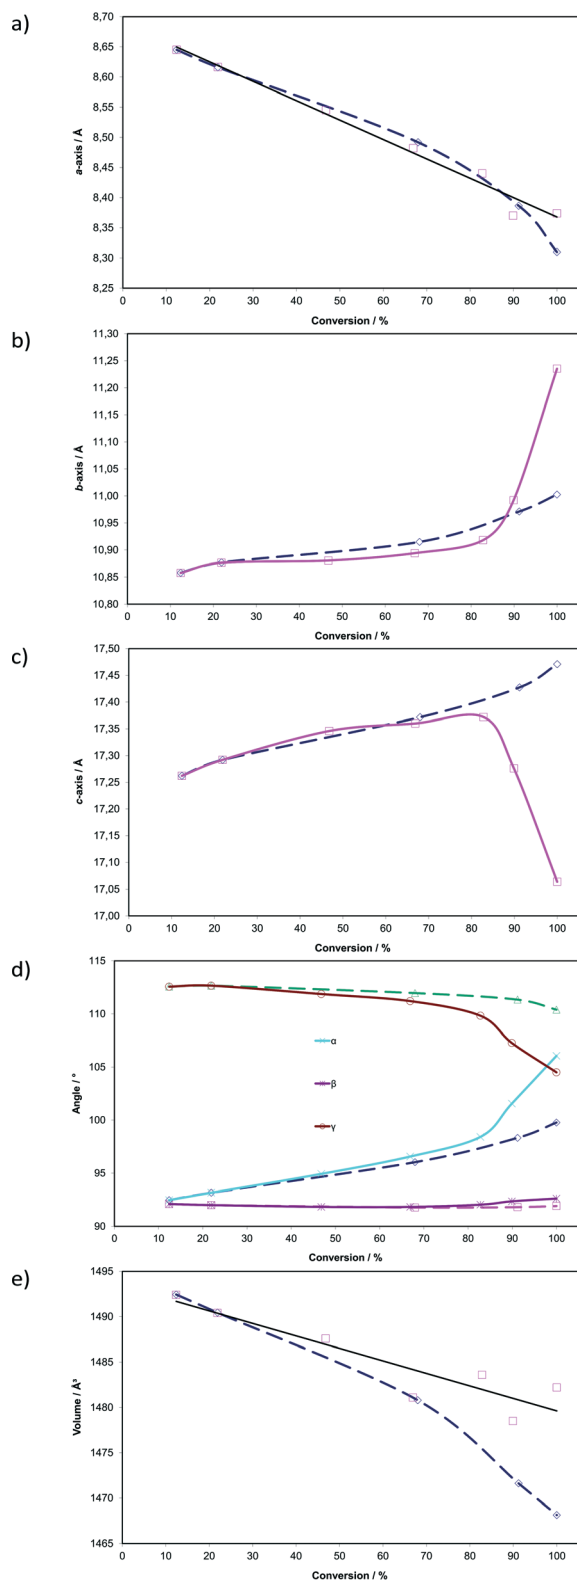 a)
8,70
8,65
8,60
8,55
8,50
8,45
8,40
8,35
8,30
8,25
a-axis / Å
0 10 20 30 40 50 60 70 80 90 100
Conversion / %
b)
11,30
11,25
11,20
11,15
11,10
11,05
11,00
10,95
10,90
10,85
10,80
b-axis / Å
0 10 20 30 40 50 60 70 80 90 100
Conversion / %
c)
17,50
17,45
17,40
17,35
17,30
17,25
17,20
17,15
17,10
17,05
17,00
c-axis / Å
0 10 20 30 40 50 60 70 80 90 100
Conversion / %
d)
115
110
105
100
95
90
Angle / °
α
β
γ
0 10 20 30 40 50 60 70 80 90 100
Conversion / %
e)
1495
1490
1485
1480
1475
1470
1465
Volume / Å³
0 10 20 30 40 50 60 70 80 90 100
Conversion / %